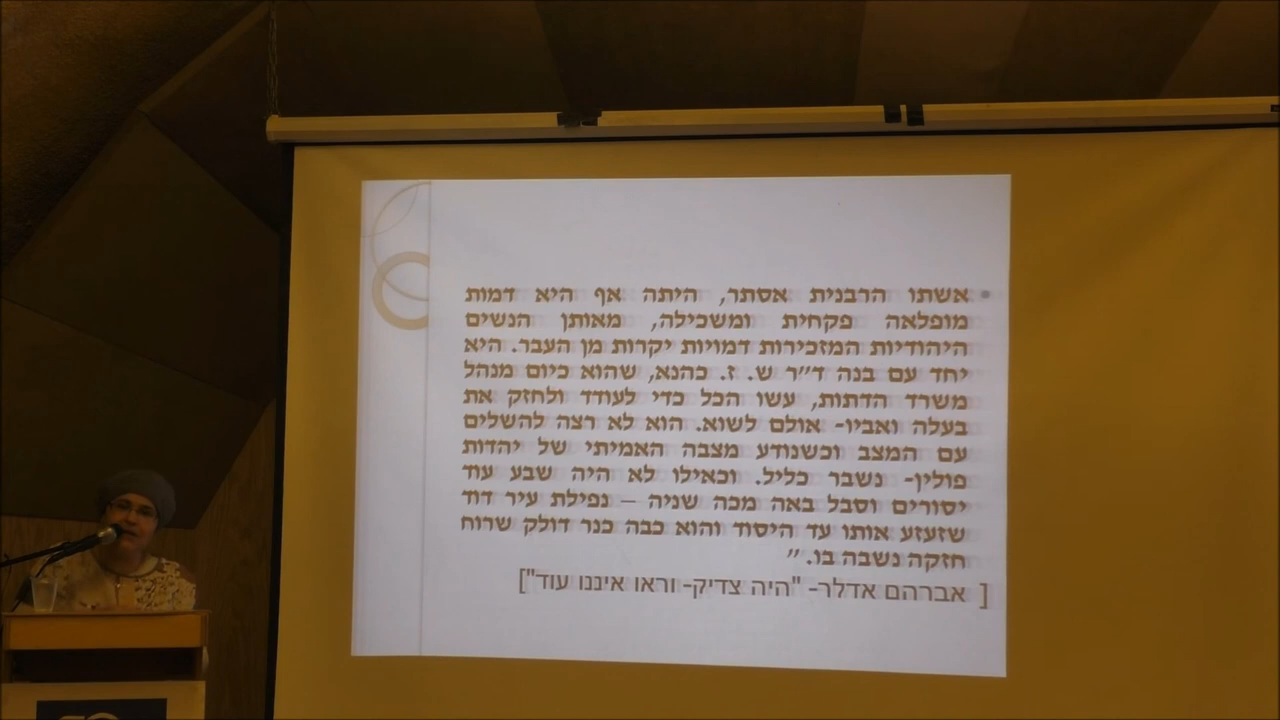 • אשתו הרבנית אסתר, היתה אף היא דמות
מופלאה פקחית ומשכילה, מאותן הנשים
היהודיות המזכירות דמויות יקרות מן העבר. היא
יחד עם בנה ד״ר ש. ז. כהנא, שהוא כיום מנהל
משרד הדתות, עשו הכל כדי לעודד ולחזק את
בעלה ואביו- אולם לשוא. הוא לא רצה להשלים
עם המצב וכשנודע מצבה האמיתי של יהדות
פולין- נשבר כליל. וכאילו לא היה שבע עוד
יסורים וסבל באה מכה שניה – נפילת עיר דוד
שזעזע אותו עד היסוד והוא כבה כנר דולק שרוח
חזקה נשבה בו. ״
[ אברהם אדלר- "היה צדיק- וראו איננו עוד"]